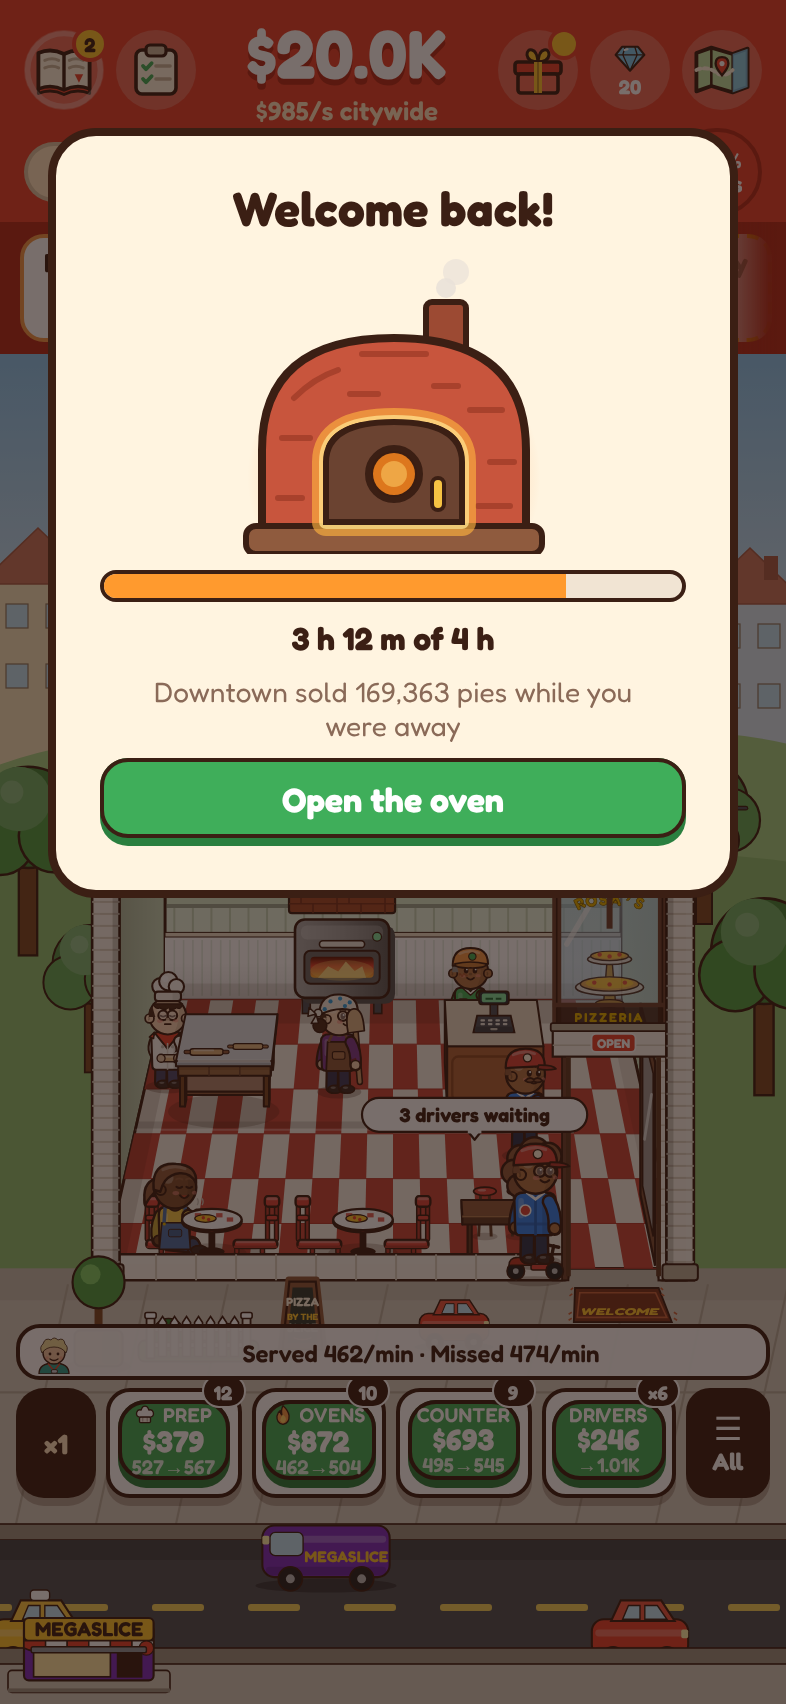 2
$20.0K
$985/s citywide
20
Welcome back!
3 h 12 m of 4 h
Downtown sold 169,363 pies while you
were away
Open the oven
ROSA'S
PIZZERIA
OPEN
3 drivers waiting
PIZZA
BY THE
WELCOME
Served 462/min · Missed 474/min
x1
12
PREP
$379
527→567
10
OVENS
$872
462→504
9
COUNTER
$693
495→545
x6
DRIVERS
$246
→1.01K
All
MEGASLICE
MEGASLICE